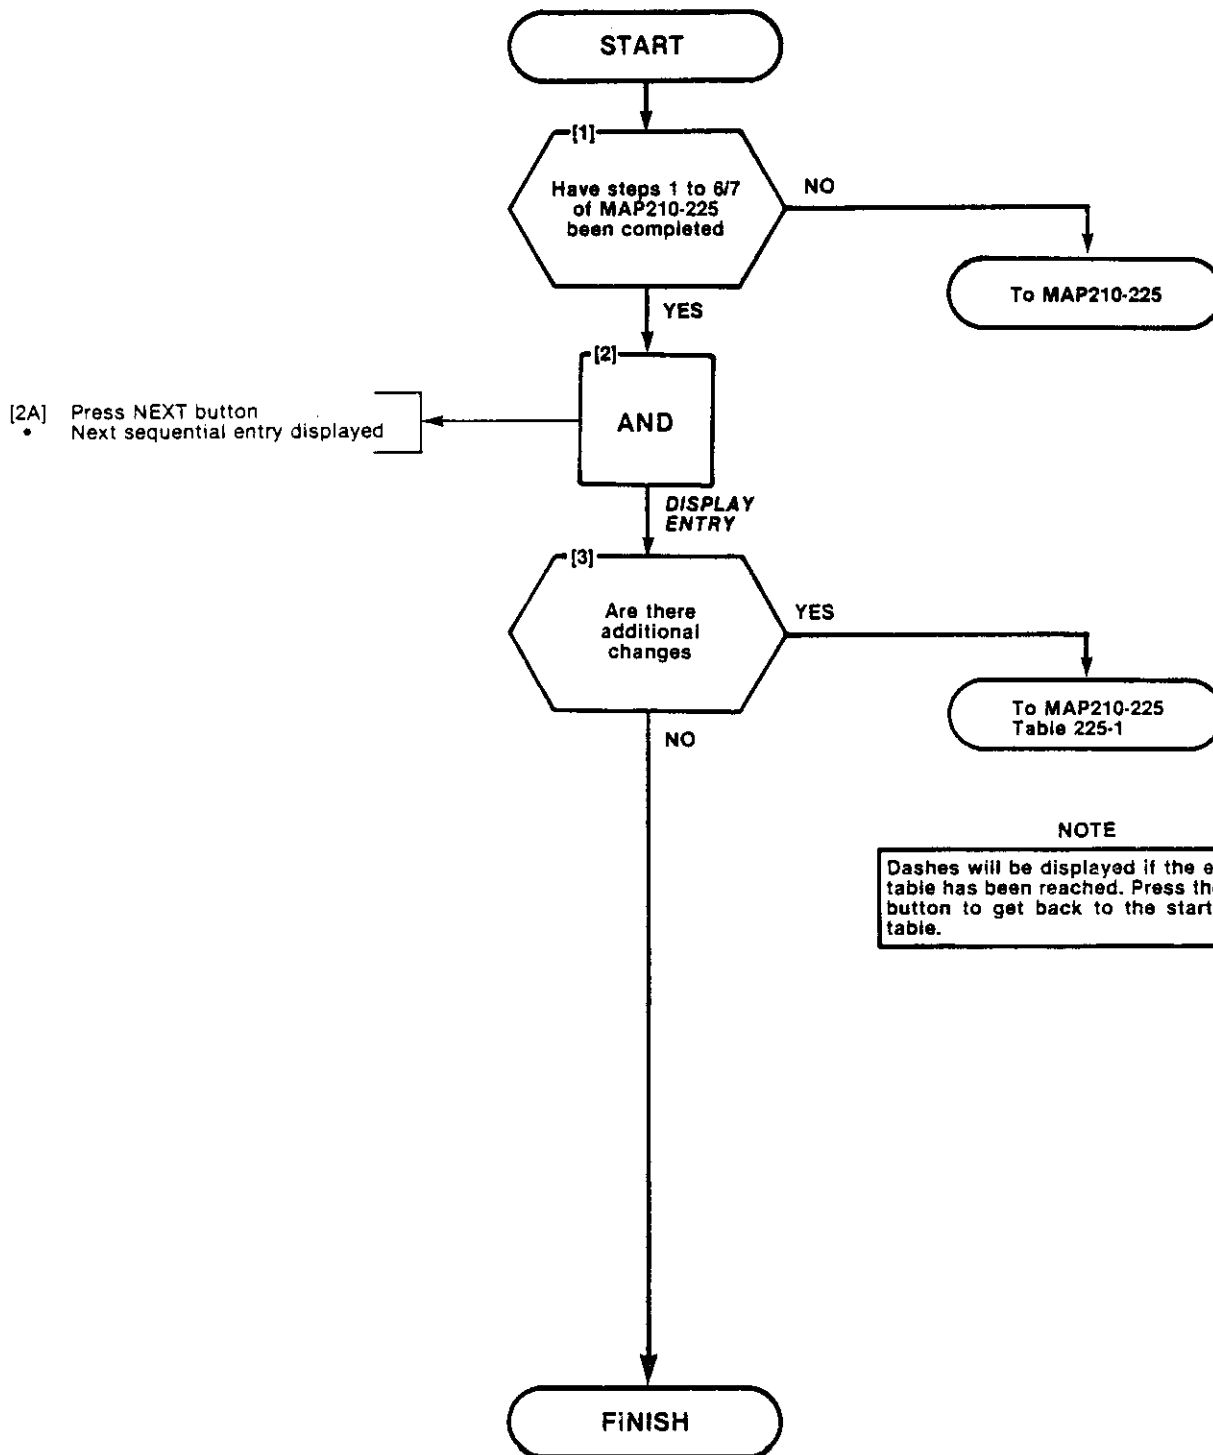 START
[1]
Have steps 1 to 6/7
of MAP210-225
been completed
NO
To MAP210-225
YES
[2]
AND
[2A] Press NEXT button
• Next sequential entry displayed
DISPLAY
ENTRY
[3]
Are there
additional
changes
YES
To MAP210-225
Table 225-1
NO
NOTE
Dashes will be displayed if the
table has been reached. Press
button to get back to the start
table.
FINISH